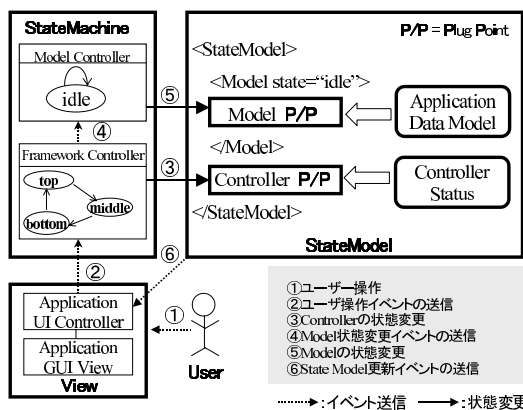 StateMachine
Model Controller
idle
④
Framework Controller
top
middle
bottom
②
Application
UI Controller
Application
GUI View
View
①
User
⑤
③
⑥
P/P = Plug Point
<StateModel>
<Model state="idle">
Model P/P
</Model>
Controller P/P
</StateModel>
Application
Data Model
Controller
Status
StateModel
①ユーザー操作
②ユーザ操作イベントの送信
③Controllerの状態変更
④Model状態変更イベントの送信
⑤Modelの状態変更
⑥State Model更新イベントの送信
:イベント送信
:状態変更